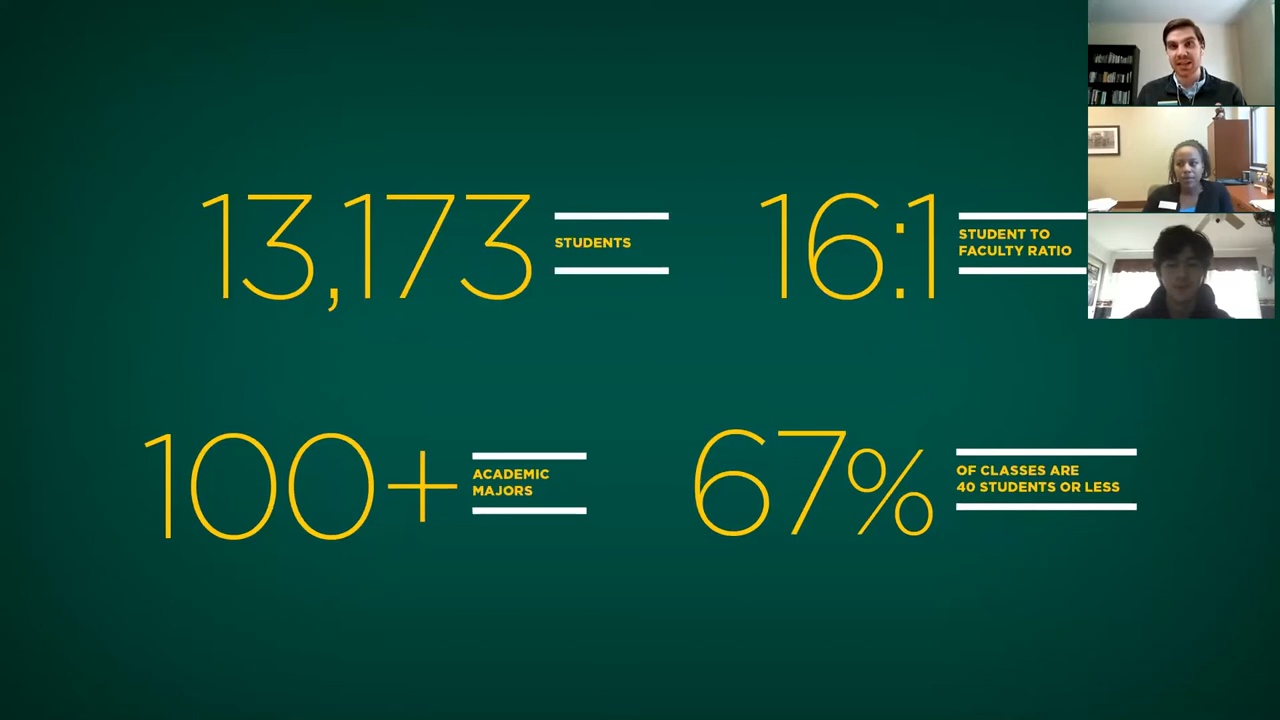 13,173
STUDENTS
16:1
STUDENT TO
FACULTY RATIO
100+
ACADEMIC
MAJORS
67%
OF CLASSES ARE
40 STUDENTS OR LESS